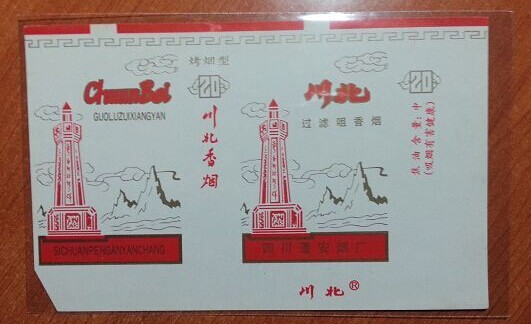 烤烟型
ChuanBei
GUOLUZUIXIANGYAN
20
川北香烟
SICHUANPENGANYANCHANG
川北
过滤咀香烟
20
焦油含量：中
(吸烟有害健康)
四川蓬安烟厂
川北®